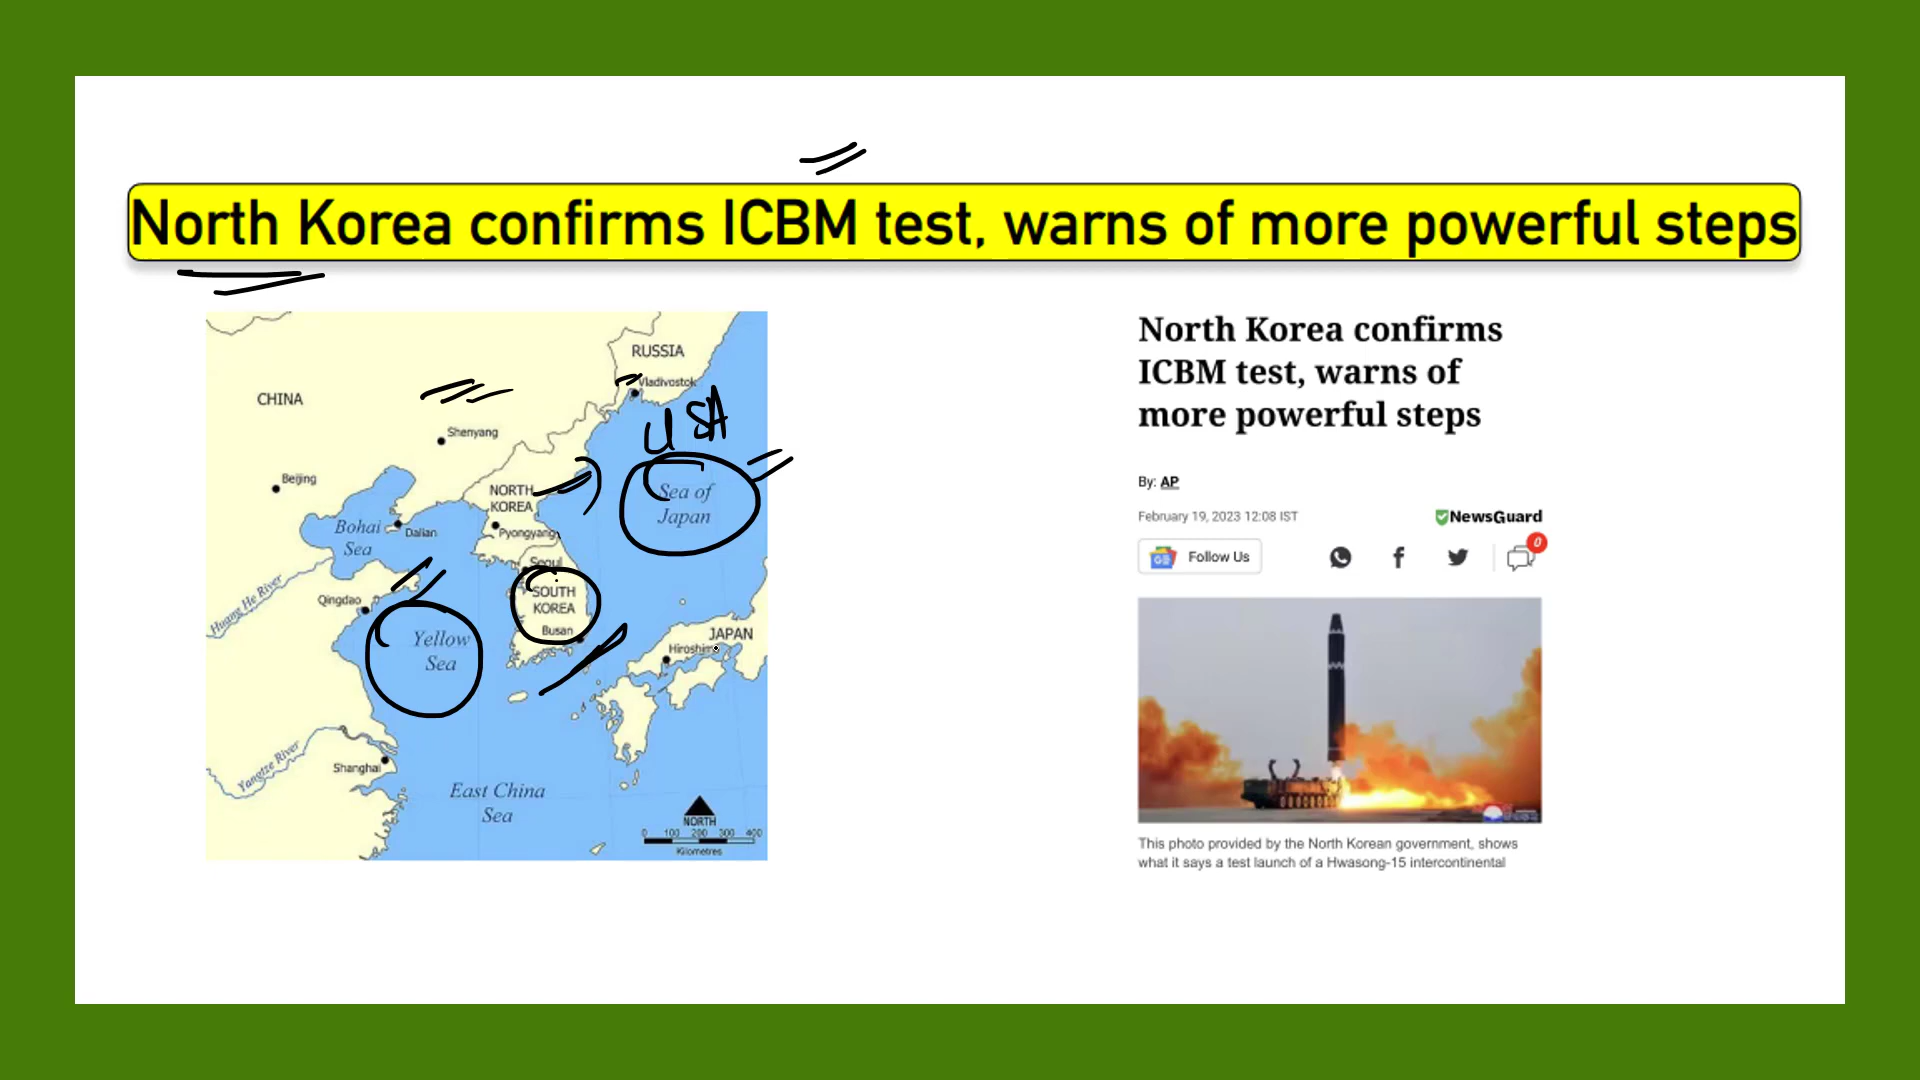 North Korea confirms ICBM test, warns of more powerful steps
RUSSIA
Vladivostok
CHINA
USA
Shenyang
Beijing
NORTH
KOREA
Sea of
Japan
Bohai
Sea
Dalian
Pyongyang
Seoul
SOUTH
KOREA
Huang He River
Qingdao
Busan
Yellow
Sea
JAPAN
Hiroshima
Yangtze River
Shanghai
East China
Sea
NORTH
0 100 200 300 400
Kilometres
North Korea confirms
ICBM test, warns of
more powerful steps
By: AP
February 19, 2023 12:08 IST
NewsGuard
Follow Us
0
This photo provided by the North Korean government, shows
what it says a test launch of a Hwasong-15 intercontinental